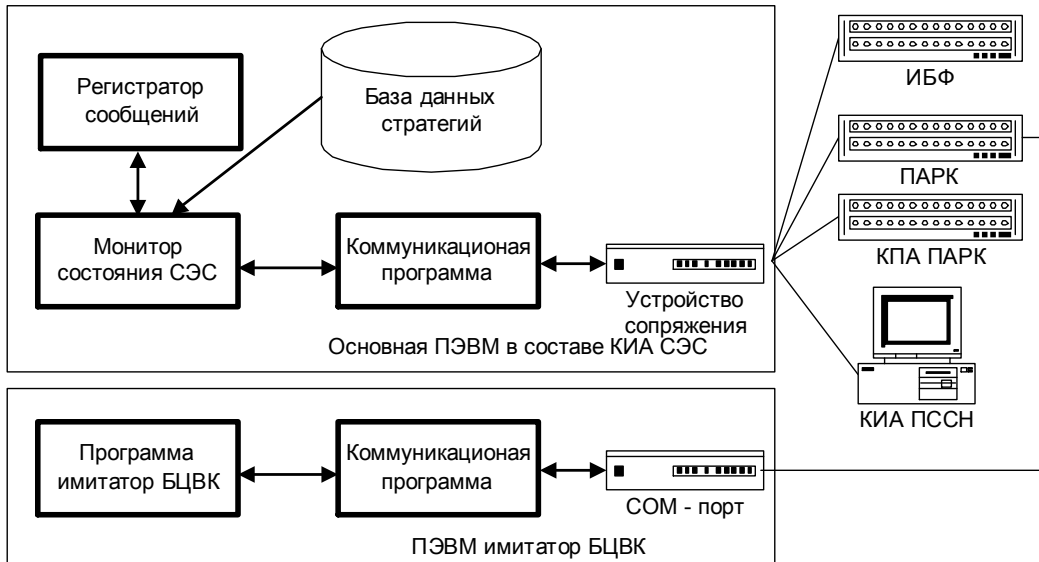 Регистратор
сообщений
База данных
стратегий
ИБФ
ПАРК
Монитор
состояния СЭС
Коммуникационая
программа
КПА ПАРК
Устройство
сопряжения
Основная ПЭВМ в составе КИА СЭС
КИА ПССН
Программа
имитатор БЦВК
Коммуникационая
программа
COM - порт
ПЭВМ имитатор БЦВК